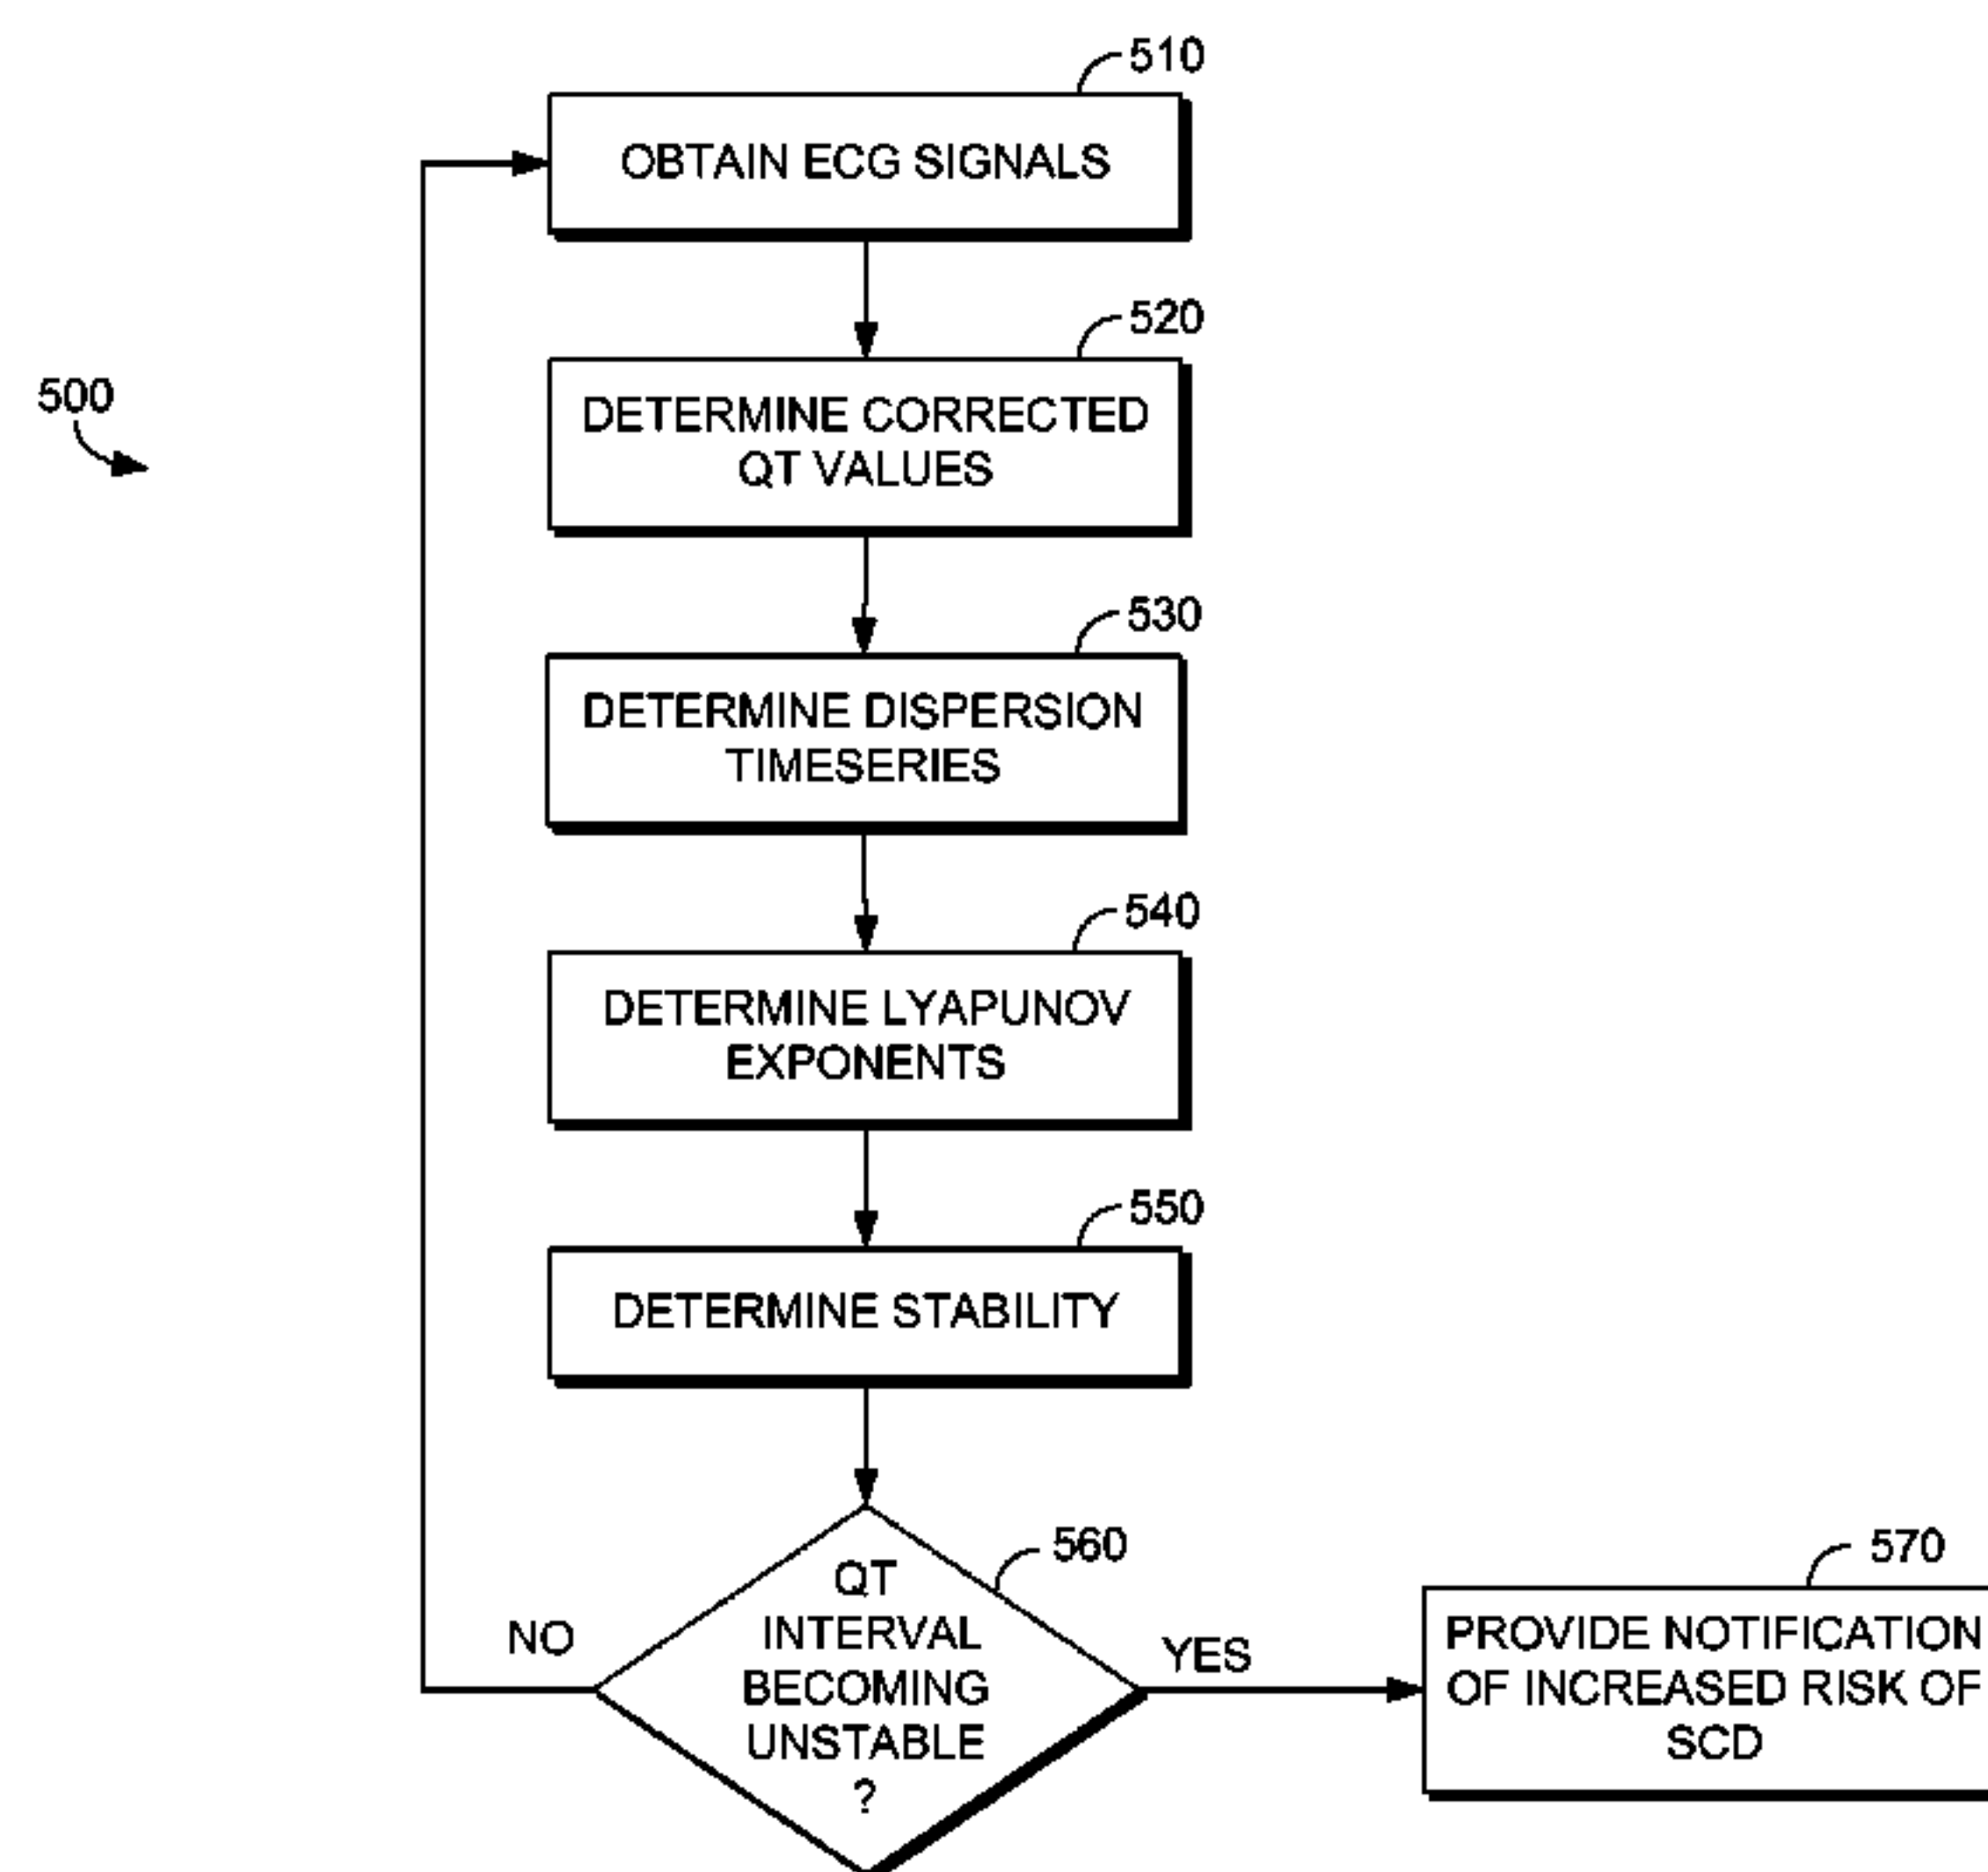 510
OBTAIN ECG SIGNALS
520
500
DETERMINE CORRECTED
QT VALUES
530
DETERMINE DISPERSION
TIMESERIES
540
DETERMINE LYAPUNOV
EXPONENTS
550
DETERMINE STABILITY
560
QT
INTERVAL
BECOMING
UNSTABLE
?
NO
YES
570
PROVIDE NOTIFICATION
OF INCREASED RISK OF
SCD